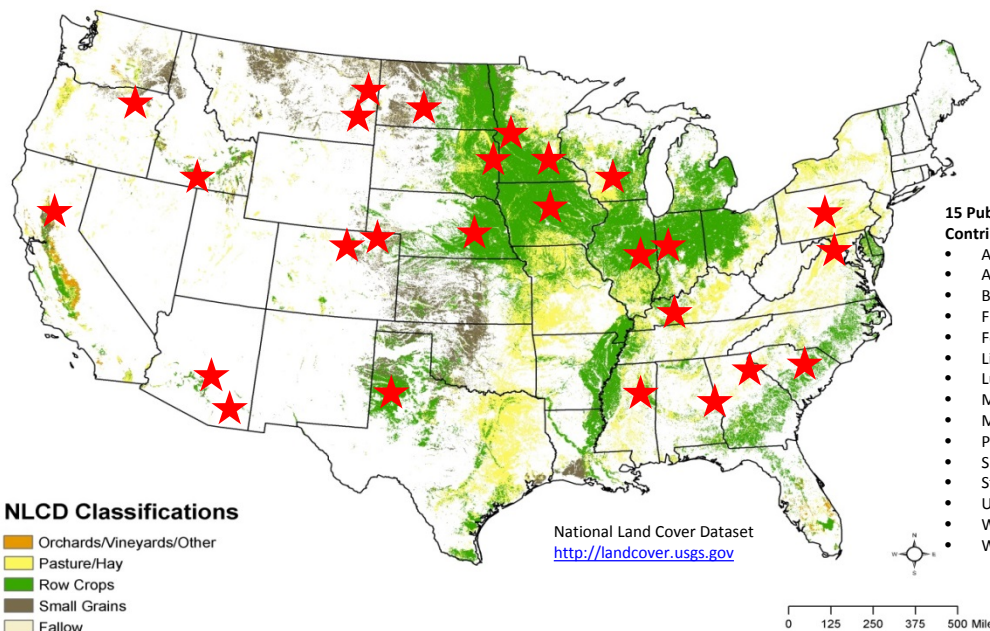 15 Pub
Contri
• A
• A
• B
• F
• F
• Li
• L
• M
• M
• P
• S
• S
• U
• W
• W
NLCD Classifications
Orchards/Vineyards/Other
Pasture/Hay
Row Crops
Small Grains
Fallow
National Land Cover Dataset
http://landcover.usgs.gov
N
W E
S
0 125 250 375 500 Mile